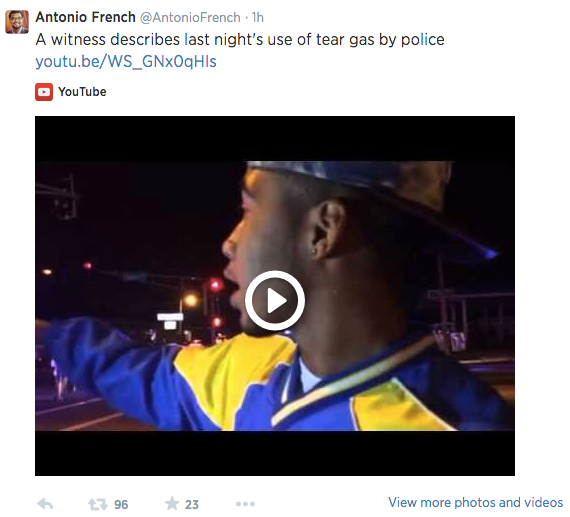 Antonio French @AntonioFrench · 1h
A witness describes last night's use of tear gas by police
youtu.be/WS_GNx0qHIs
YouTube
96 23
View more photos and videos